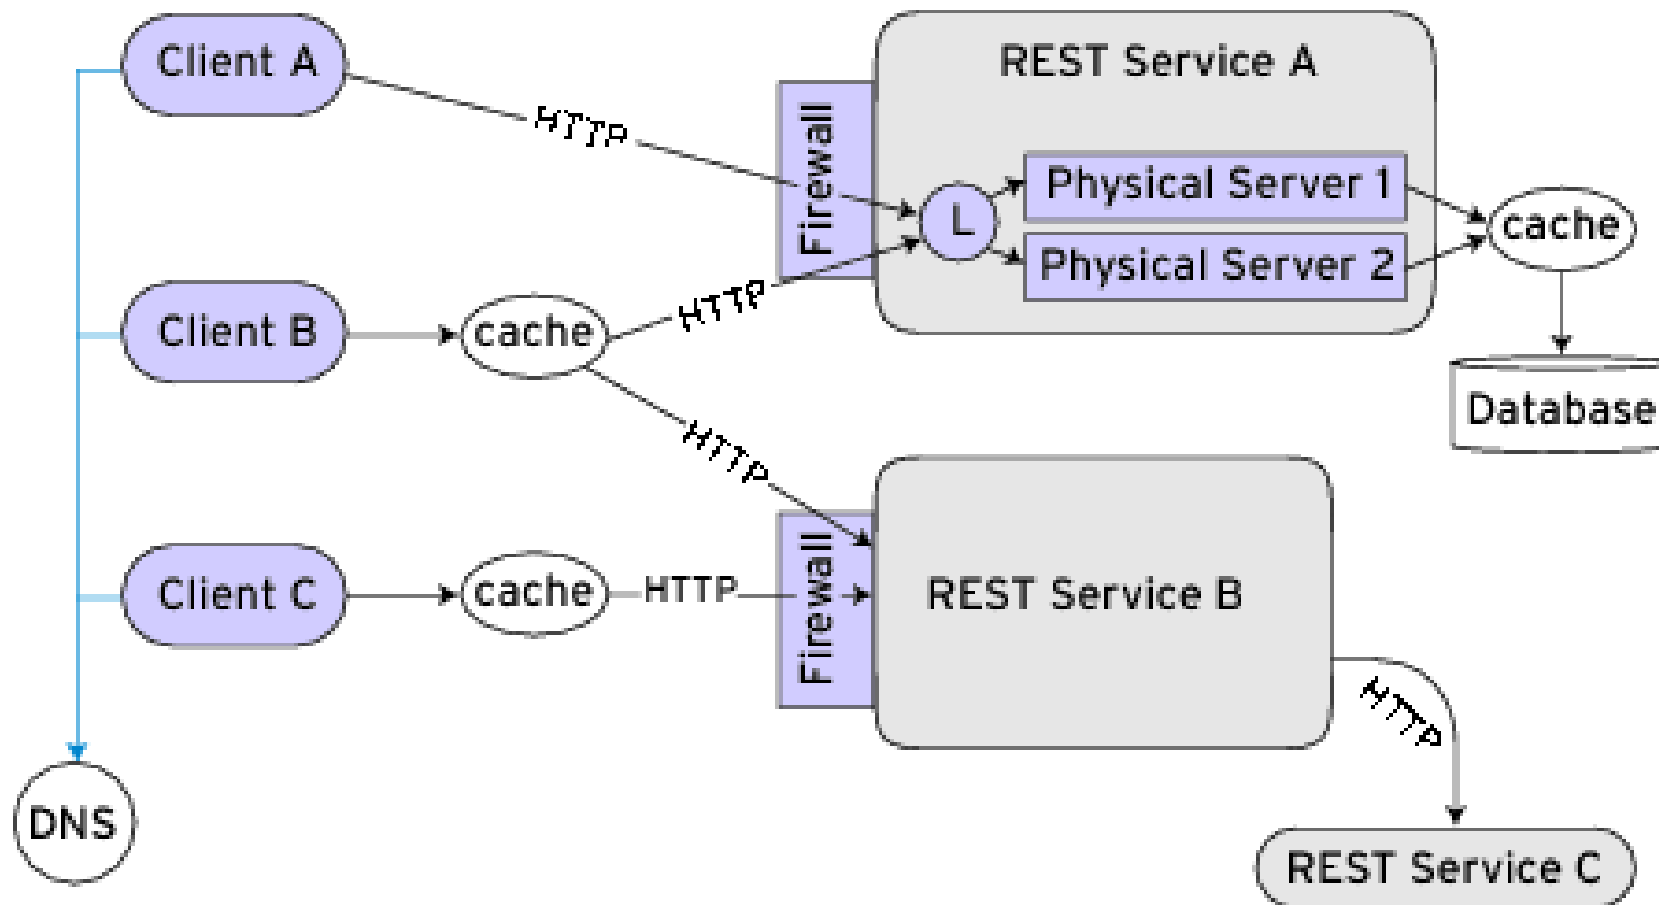 Client A
REST Service A
HTTP
Firewall
L
Physical Server 1
Physical Server 2
cache
Client B
cache
HTTP
Database
HTTP
Client C
cache
HTTP
Firewall
REST Service B
HTTP
DNS
REST Service C